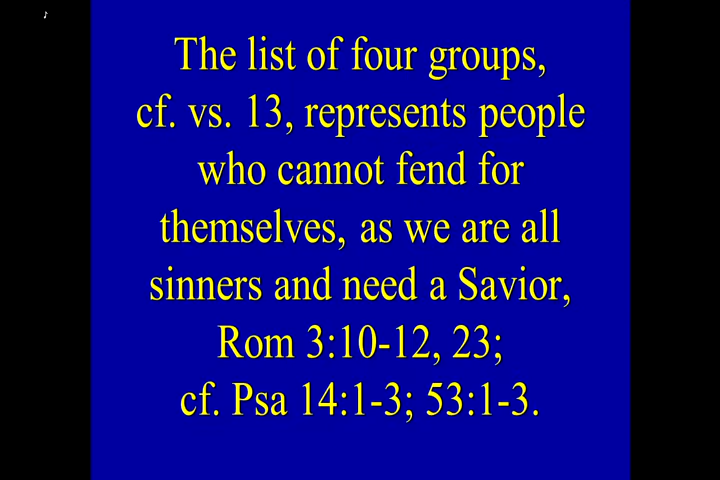 The list of four groups,
cf. vs. 13, represents people
who cannot fend for
themselves, as we are all
sinners and need a Savior,
Rom 3:10-12, 23;
cf. Psa 14:1-3; 53:1-3.